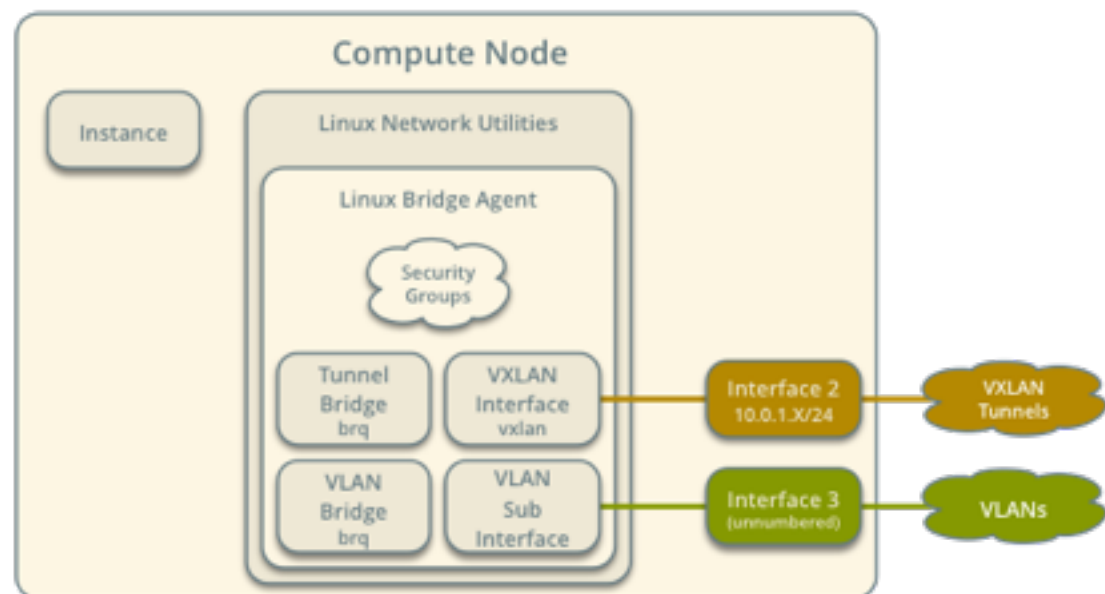 Compute Node
Instance
Linux Network Utilities
Linux Bridge Agent
Security
Groups
Tunnel
Bridge
brq
VXLAN
Interface
vxlan
Interface 2
10.0.1.X/24
VXLAN
Tunnels
VLAN
Bridge
brq
VLAN
Sub
Interface
Interface 3
(unnumbered)
VLANs